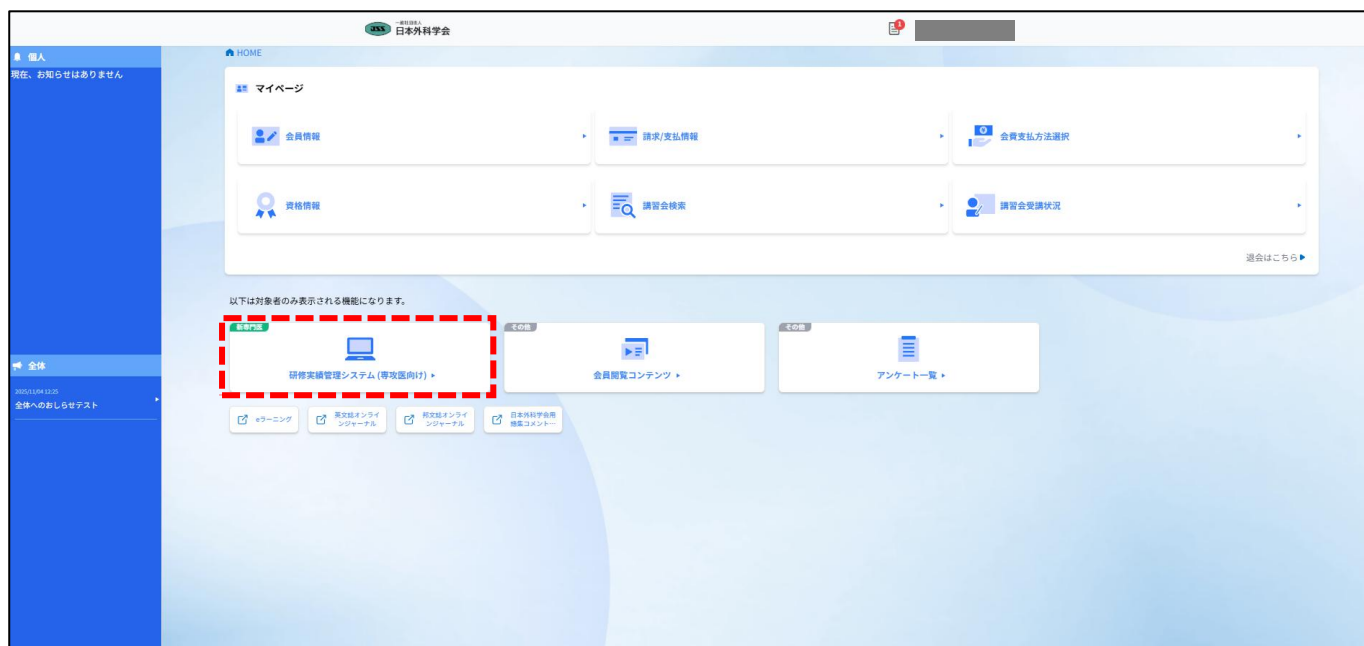 一般社団法人
日本外科学会
1
個人
現在、お知らせはありません
HOME
マイページ
会員情報
請求/支払情報
会費支払方法選択
資格情報
講習会検索
講習会受講状況
退会はこちら
以下は対象者のみ表示される機能になります。
新専門医
研修実績管理システム (専攻医向け)
その他
会員閲覧コンテンツ
その他
アンケート一覧
eラーニング
英文誌オンライ
ンジャーナル
邦文誌オンライ
ンジャーナル
日本外科学会用
語集コメント…
全体
2025/11/04 12:25
全体へのおしらせテスト